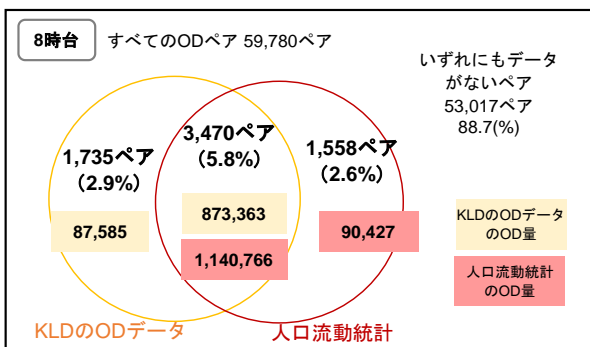 8時台
すべてのODペア 59,780ペア
いずれにもデータ
がないペア
53,017ペア
88.7(%)
3,470ペア
（5.8%）
1,735ペア
（2.9%）
1,558ペア
（2.6%）
87,585
873,363
1,140,766
90,427
KLDのODデータ
のOD量
人口流動統計
のOD量
KLDのODデータ
人口流動統計